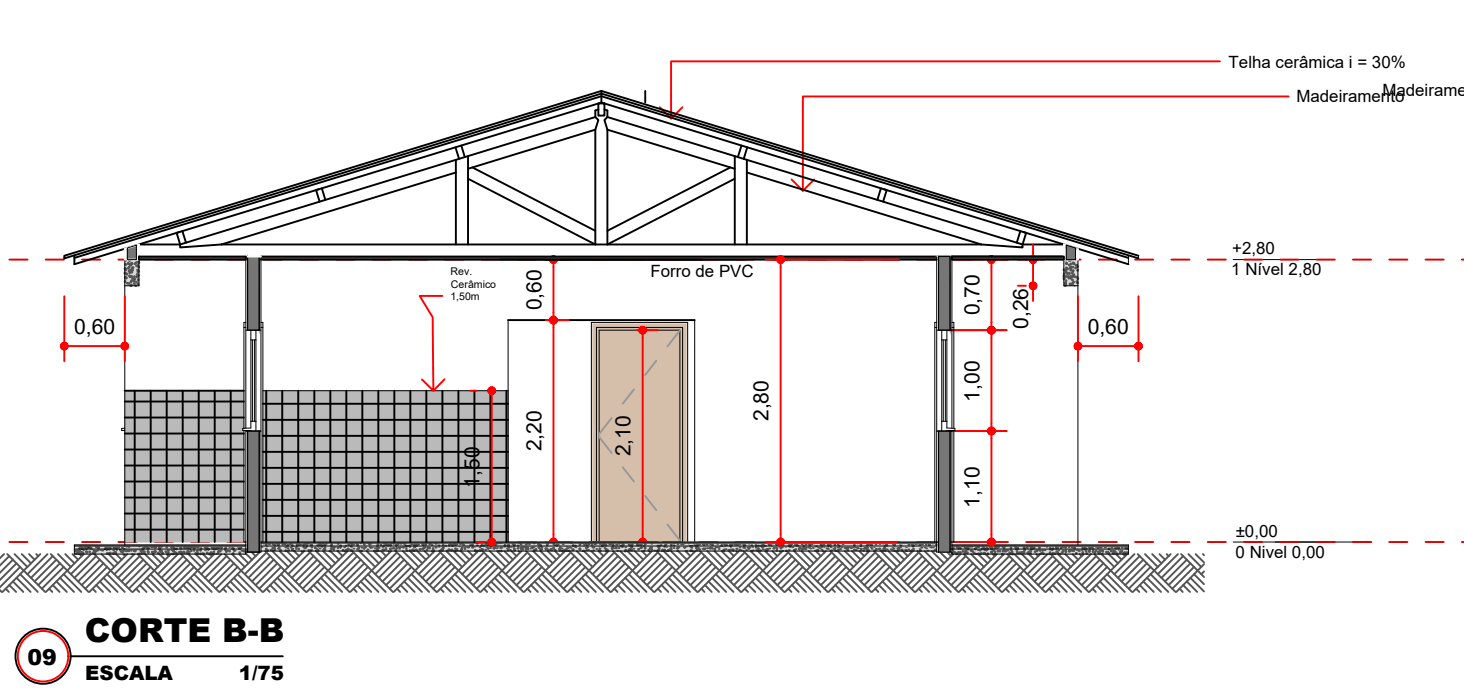 Telha cerâmica i = 30%
Madeiramento
Madeirame
+2,80
1 Nível 2,80
Forro de PVC
Rev.
Cerâmico
1,50m
0,60
0,60
0,70
0,26
0,60
1,00
2,80
2,20
2,10
1,50
1,10
±0,00
0 Nivel 0,00
09
CORTE B-B
ESCALA 1/75